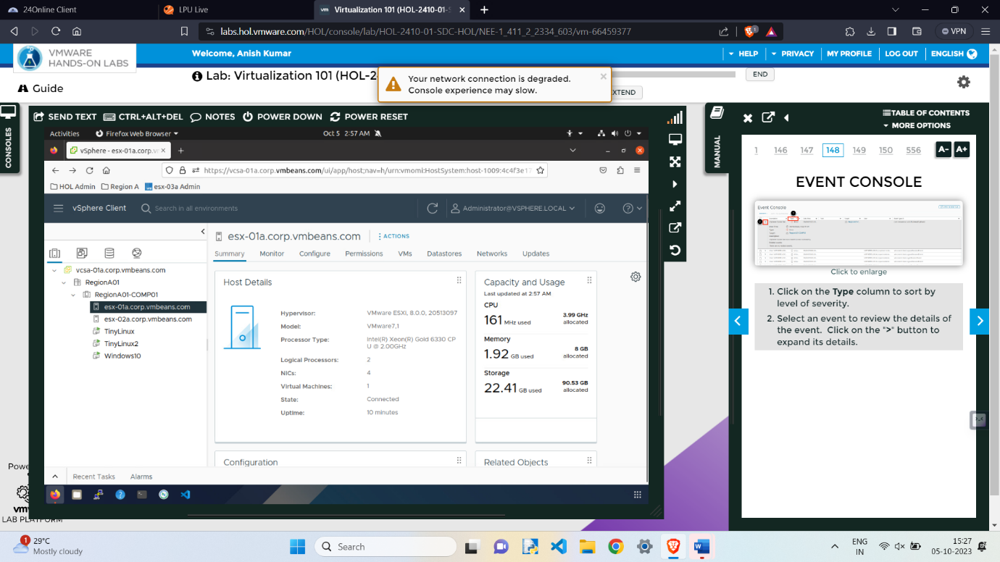 24Online Client
LPU Live
Virtualization 101 (HOL-2410-01-S
labs.hol.vmware.com/HOL/console/lab/HOL-2410-01-SDC-HOL/NEE-1_411_2_2334_603/vm-66459377
1
VPN
VMWARE
HANDS-ON LABS
Welcome, Anish Kumar
HELP
PRIVACY
MY PROFILE
LOG OUT
ENGLISH
Lab: Virtualization 101 (HOL-2
END
EXTEND
Your network connection is degraded.
Console experience may slow.
Guide
CONSOLES
SEND TEXT
CTRL+ALT+DEL
NOTES
POWER DOWN
POWER RESET
Activities
Firefox Web Browser
Oct 5 2:57 AM
vSphere - esx-01a.corp.v
https://vcsa-01a.corp.vmbeans.com/ui/app/host;nav=h/urn:vmomi:HostSystem:host-1009:4c4f3e17
HOL Admin
Region A
esx-03a Admin
vSphere Client
Search in all environments
Administrator@VSPHERE.LOCAL
vcsa-01a.corp.vmbeans.com
RegionA01
RegionA01-COMP01
esx-01a.corp.vmbeans.com
esx-02a.corp.vmbeans.com
TinyLinux
TinyLinux2
Windows10
esx-01a.corp.vmbeans.com
ACTIONS
Summary
Monitor
Configure
Permissions
VMs
Datastores
Networks
Updates
Host Details
Hypervisor: VMware ESXi, 8.0.0, 20513097
Model: VMware7,1
Processor Type: Intel(R) Xeon(R) Gold 6330 CP
U @ 2.00GHz
Logical Processors: 2
NICs: 4
Virtual Machines: 1
State: Connected
Uptime: 10 minutes
Capacity and Usage
Last updated at 2:57 AM
CPU
161 MHz used
3.99 GHz
allocated
Memory
1.92 GB used
8 GB
allocated
Storage
22.41 GB used
90.53 GB
allocated
Configuration
Related Objects
Recent Tasks
Alarms
MANUAL
TABLE OF CONTENTS
MORE OPTIONS
1 146 147 148 149 150 556
A- A+
EVENT CONSOLE
Event Console
Click to enlarge
1. Click on the Type column to sort by
level of severity.
2. Select an event to review the details of
the event. Click on the ">" button to
expand its details.
Powe
vm
LAB PLATFORM
1
29°C
Mostly cloudy
Search
ENG
IN
15:27
05-10-2023